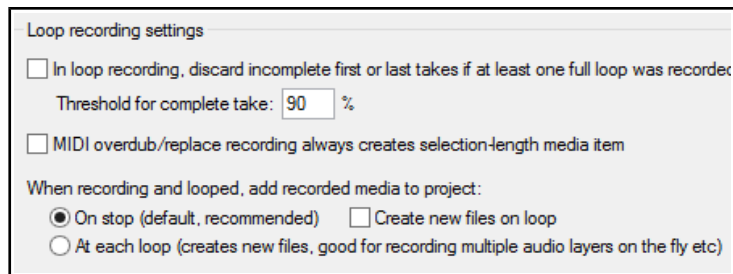 Loop recording settings
In loop recording, discard incomplete first or last takes if at least one full loop was recorded
Threshold for complete take: 90 %
MIDI overdub/replace recording always creates selection-length media item
When recording and looped, add recorded media to project:
On stop (default, recommended) Create new files on loop
At each loop (creates new files, good for recording multiple audio layers on the fly etc)